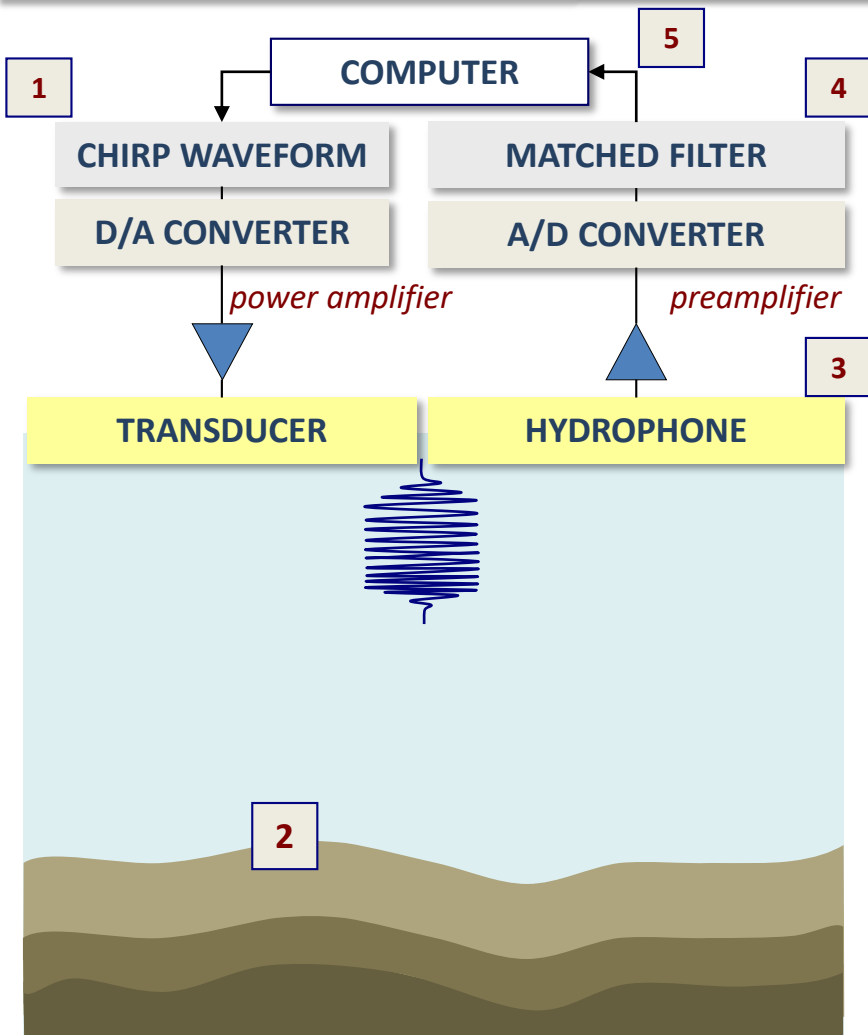 5
COMPUTER
1
4
CHIRP WAVEFORM
MATCHED FILTER
D/A CONVERTER
A/D CONVERTER
power amplifier
preamplifier
3
TRANSDUCER
HYDROPHONE
2